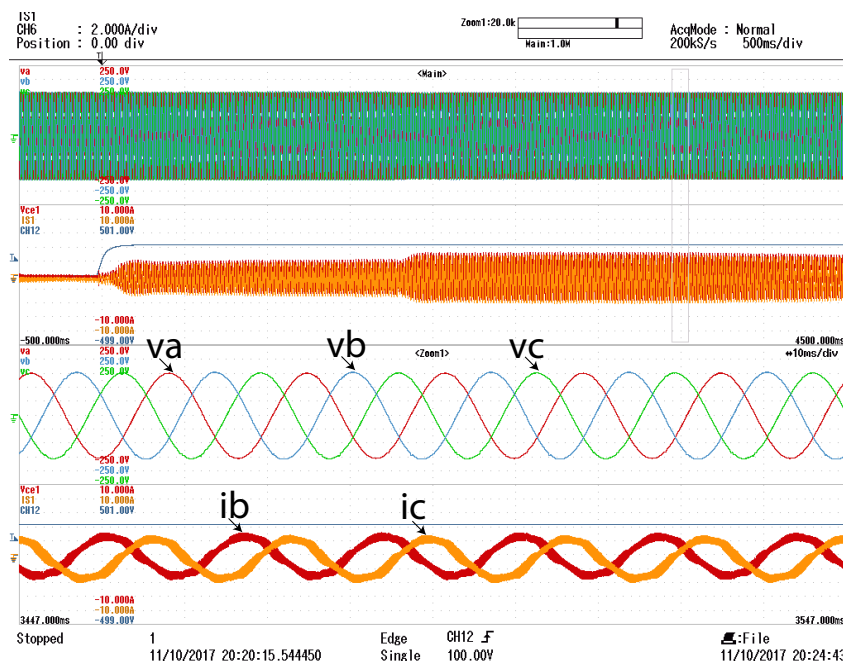 IS1
CH6 : 2.000A/div
Position : 0.00 div
Zoom1:20.0k
Main:1.0M
AcqMode : Normal
200kS/s 500ms/div
<Main>
va 250.0V
vb 250.0V
vc 250.0V
-250.0V
-250.0V
-250.0V
Vce1 10.000A
IS1 10.000A
CH12 501.00V
-10.000A
-10.000A
-499.00V
-500.000ms
4500.000ms
<Zoom1>
↔10ms/div
va 250.0V
vb 250.0V
vc 250.0V
va
vb
vc
-250.0V
-250.0V
-250.0V
Vce1 10.000A
IS1 10.000A
CH12 501.00V
ib
ic
-10.000A
-10.000A
-499.00V
3447.000ms
3547.000ms
Stopped 1 Edge CH12 :File
11/10/2017 20:20:15.544450 Single 100.00V 11/10/2017 20:24:43